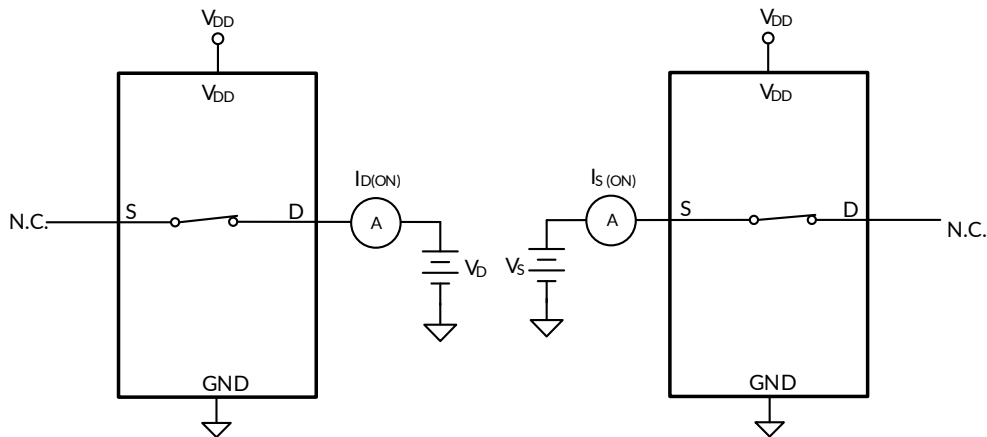 VDD
VDD
ID(ON)
N.C.
S
D
A
VD
GND
VDD
VDD
IS(ON)
A
S
D
N.C.
VS
GND